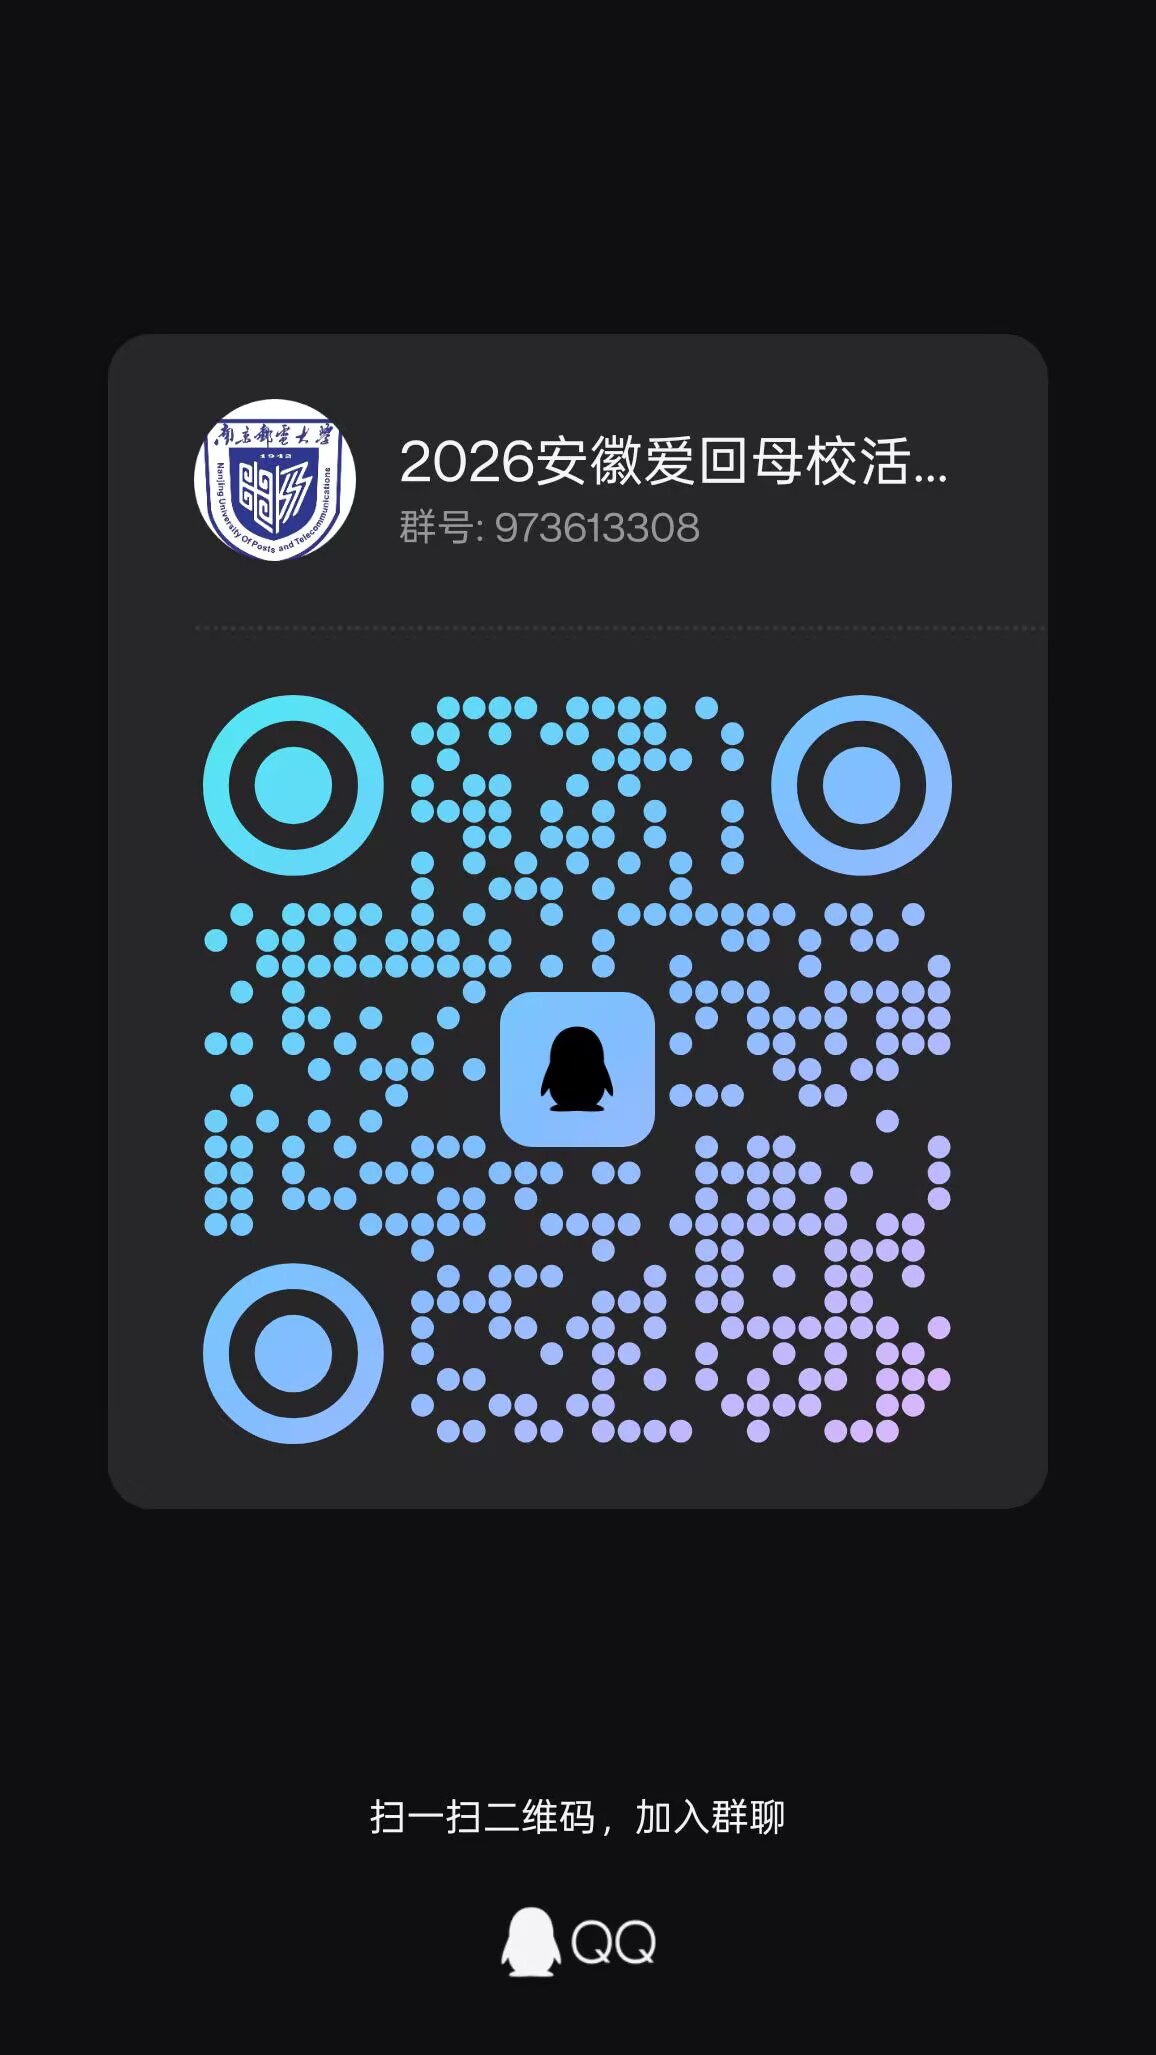 南京邮电大学
1942
Nanjing University Of Posts and Telecommunications
2026安徽爱回母校活...
群号: 973613308
扫一扫二维码，加入群聊
QQ